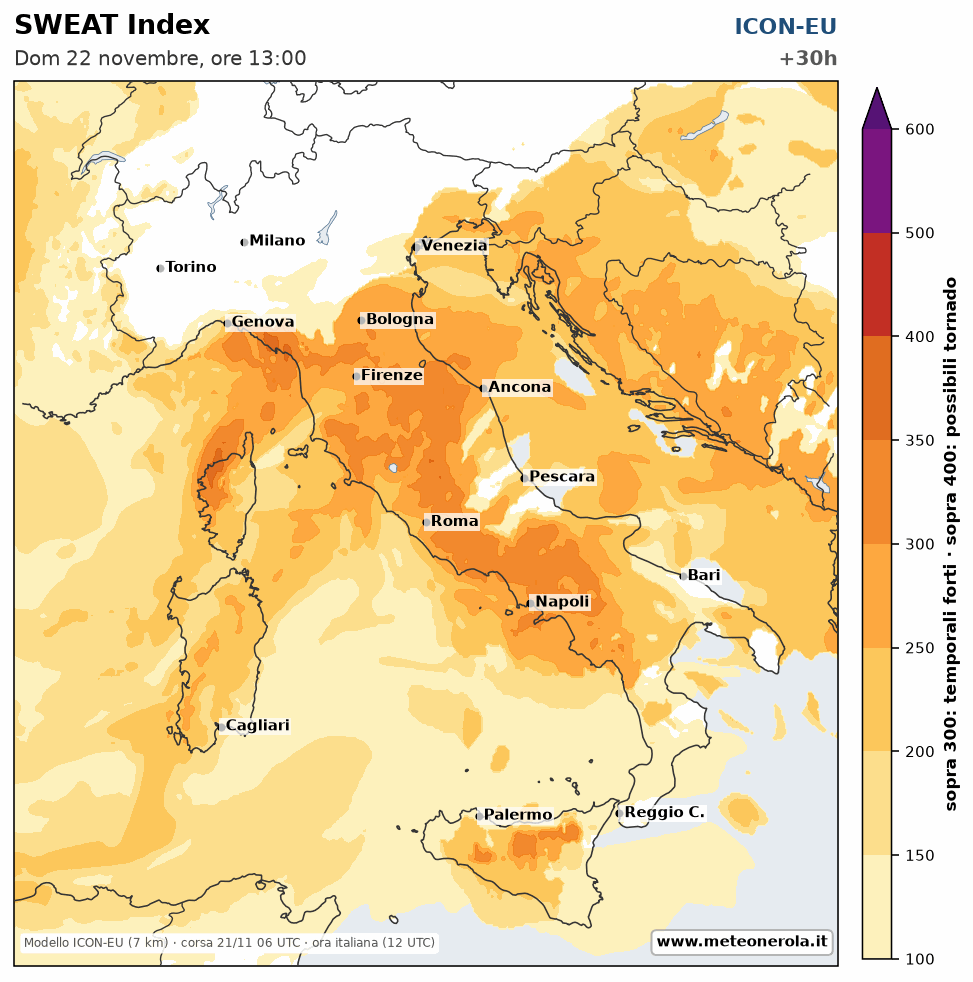 SWEAT Index
ICON-EU
Dom 22 novembre, ore 13:00
+30h
Milano
Venezia
Torino
Genova
Bologna
Firenze
Ancona
Pescara
Roma
Bari
Napoli
Cagliari
Palermo
Reggio C.
600
500
400
350
300
250
200
150
100
sopra 300: temporali forti · sopra 400: possibili tornado
Modello ICON-EU (7 km) · corsa 21/11 06 UTC · ora italiana (12 UTC)
www.meteonerola.it